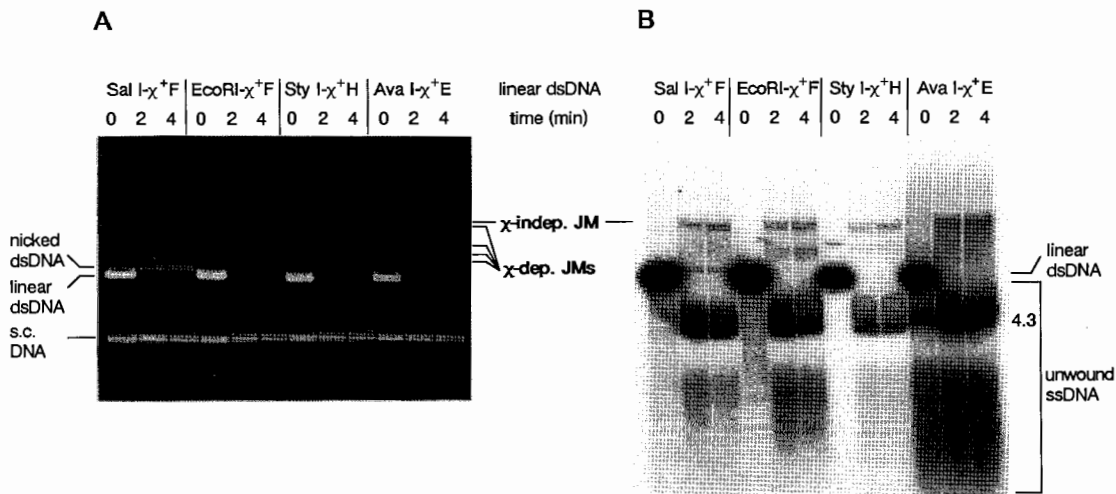 A
B
Sal I-χ⁺F EcoRI-χ⁺F Sty I-χ⁺H Ava I-χ⁺E
0 2 4 0 2 4 0 2 4 0 2 4
linear dsDNA
time (min)
Sal I-χ⁺F EcoRI-χ⁺F Sty I-χ⁺H Ava I-χ⁺E
0 2 4 0 2 4 0 2 4 0 2 4
nicked
dsDNA
linear
dsDNA
s.c.
DNA
χ-indep. JM
χ-dep. JMs
linear
dsDNA
4.3
unwound
ssDNA